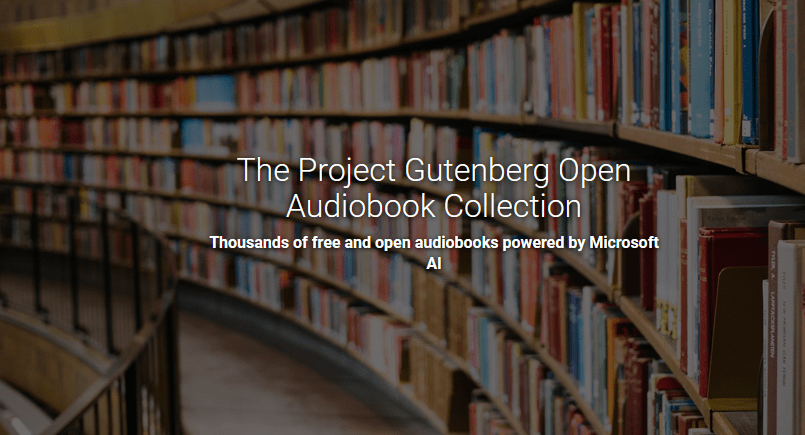 The Project Gutenberg Open
Audiobook Collection
Thousands of free and open audiobooks powered by Microsoft
AI